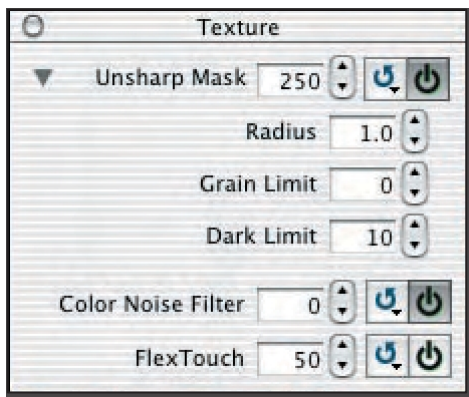 Texture
Unsharp Mask 250
Radius 1.0
Grain Limit 0
Dark Limit 10
Color Noise Filter 0
FlexTouch 50